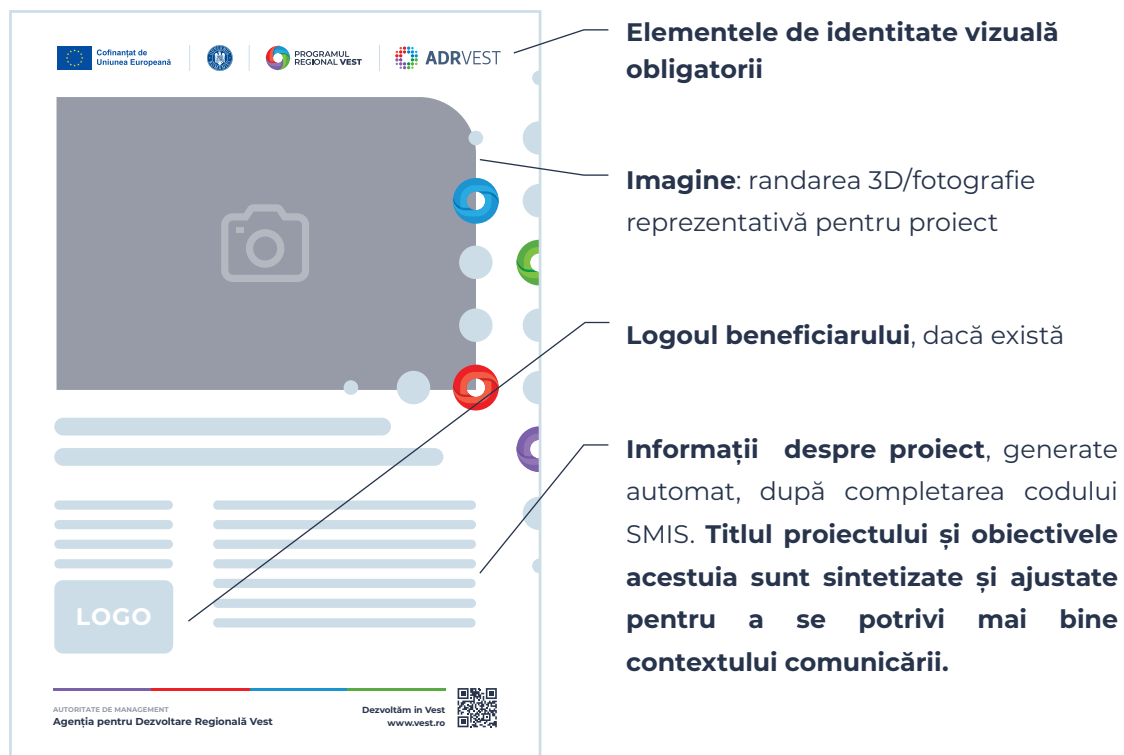 Cofinanțat de
Uniunea Europeană
PROGRAMUL
REGIONAL VEST
ADRVEST
LOGO
AUTORITATE DE MANAGEMENT
Agenția pentru Dezvoltare Regională Vest
Dezvoltăm in Vest
www.vest.ro
Elementele de identitate vizuală
obligatorii
Imagine: randarea 3D/fotografie
reprezentativă pentru proiect
Logoul beneficiarului, dacă există
Informații despre proiect, generate
automat, după completarea codului
SMIS. Titlul proiectului și obiectivele
acestuia sunt sintetizate și ajustate
pentru a se potrivi mai bine
contextului comunicării.